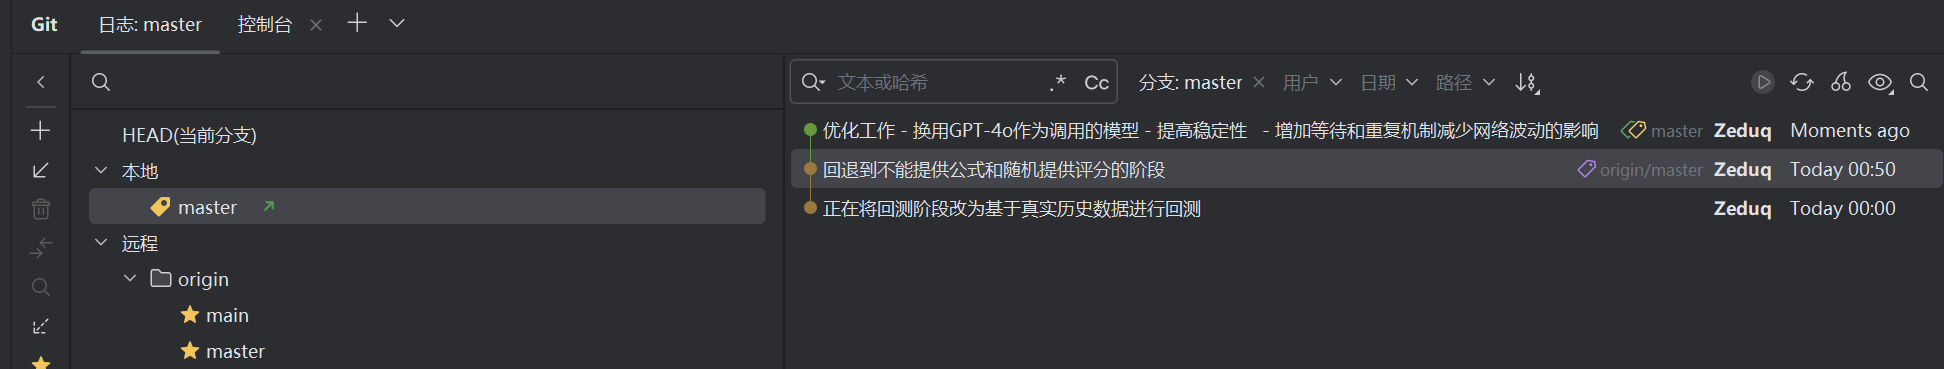 Git 日志: master 控制台
文本或哈希 .* Cc 分支: master 用户 日期 路径
HEAD(当前分支)
本地
master
远程
origin
main
master
优化工作 - 换用GPT-4o作为调用的模型 - 提高稳定性 - 增加等待和重复机制减少网络波动的影响 master Zeduq Moments ago
回退到不能提供公式和随机提供评分的阶段 origin/master Zeduq Today 00:50
正在将回测阶段改为基于真实历史数据进行回测 Zeduq Today 00:00